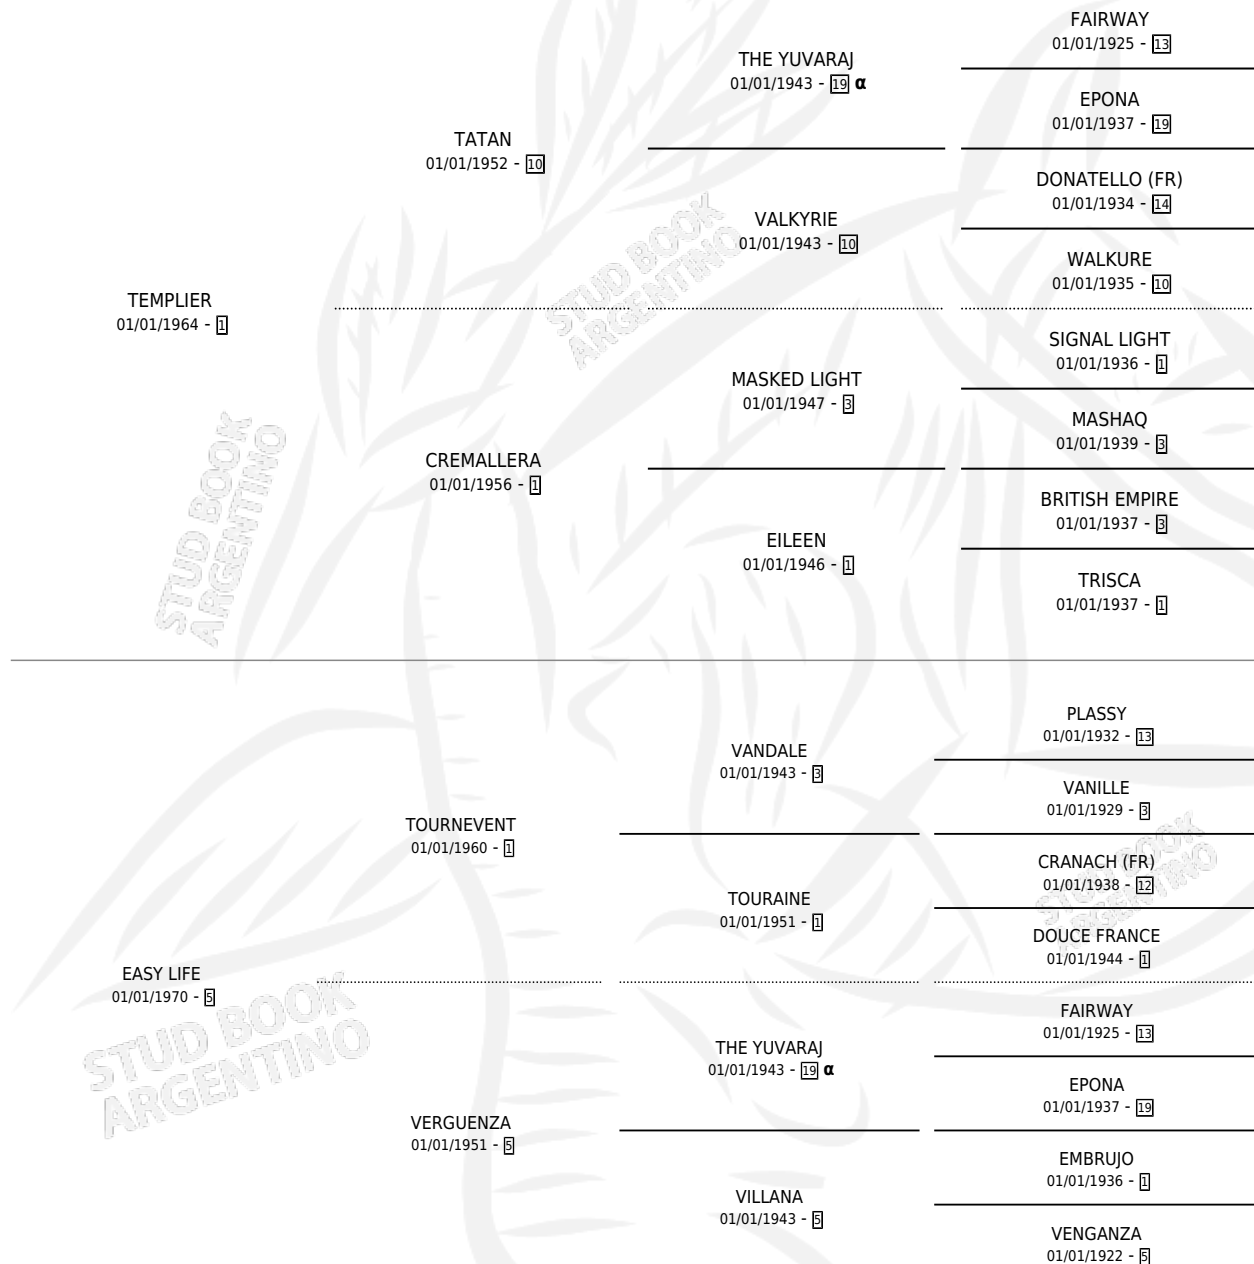 FAIRWAY
01/01/1925 - 13
THE YUVARAJ
01/01/1943 - 19 α
EPONA
01/01/1937 - 19
TATAN
01/01/1952 - 10
DONATELLO (FR)
01/01/1934 - 14
VALKYRIE
01/01/1943 - 10
WALKURE
01/01/1935 - 10
STUD BOOK
ARGENTINO
TEMPLIER
01/01/1964 - 1
SIGNAL LIGHT
01/01/1936 - 1
MASKED LIGHT
01/01/1947 - 3
MASHAQ
01/01/1939 - 3
CREMALLERA
01/01/1956 - 1
STUD BOOK
ARGENTINO
BRITISH EMPIRE
01/01/1937 - 3
EILEEN
01/01/1946 - 1
TRISCA
01/01/1937 - 1
PLASSY
01/01/1932 - 13
VANDALE
01/01/1943 - 3
VANILLE
01/01/1929 - 3
TOURNEVENT
01/01/1960 - 1
CRANACH (FR)
01/01/1938 - 12
STUD BOOK
ARGENTINO
TOURAINE
01/01/1951 - 1
DOUCE FRANCE
01/01/1944 - 1
EASY LIFE
01/01/1970 - 5
STUD BOOK
ARGENTINO
FAIRWAY
01/01/1925 - 13
THE YUVARAJ
01/01/1943 - 19 α
EPONA
01/01/1937 - 19
VERGUENZA
01/01/1951 - 5
EMBRUJO
01/01/1936 - 1
VILLANA
01/01/1943 - 5
VENGANZA
01/01/1922 - 5